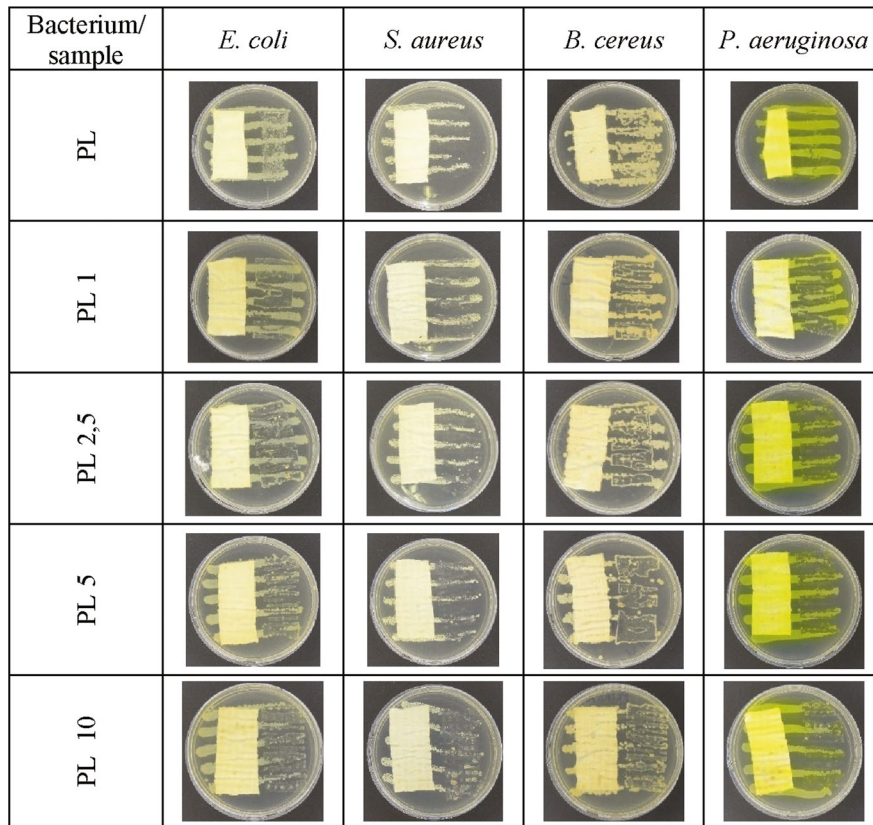 Bacterium/
sample
E. coli
S. aureus
B. cereus
P. aeruginosa
PL
PL 1
PL 2,5
PL 5
PL 10